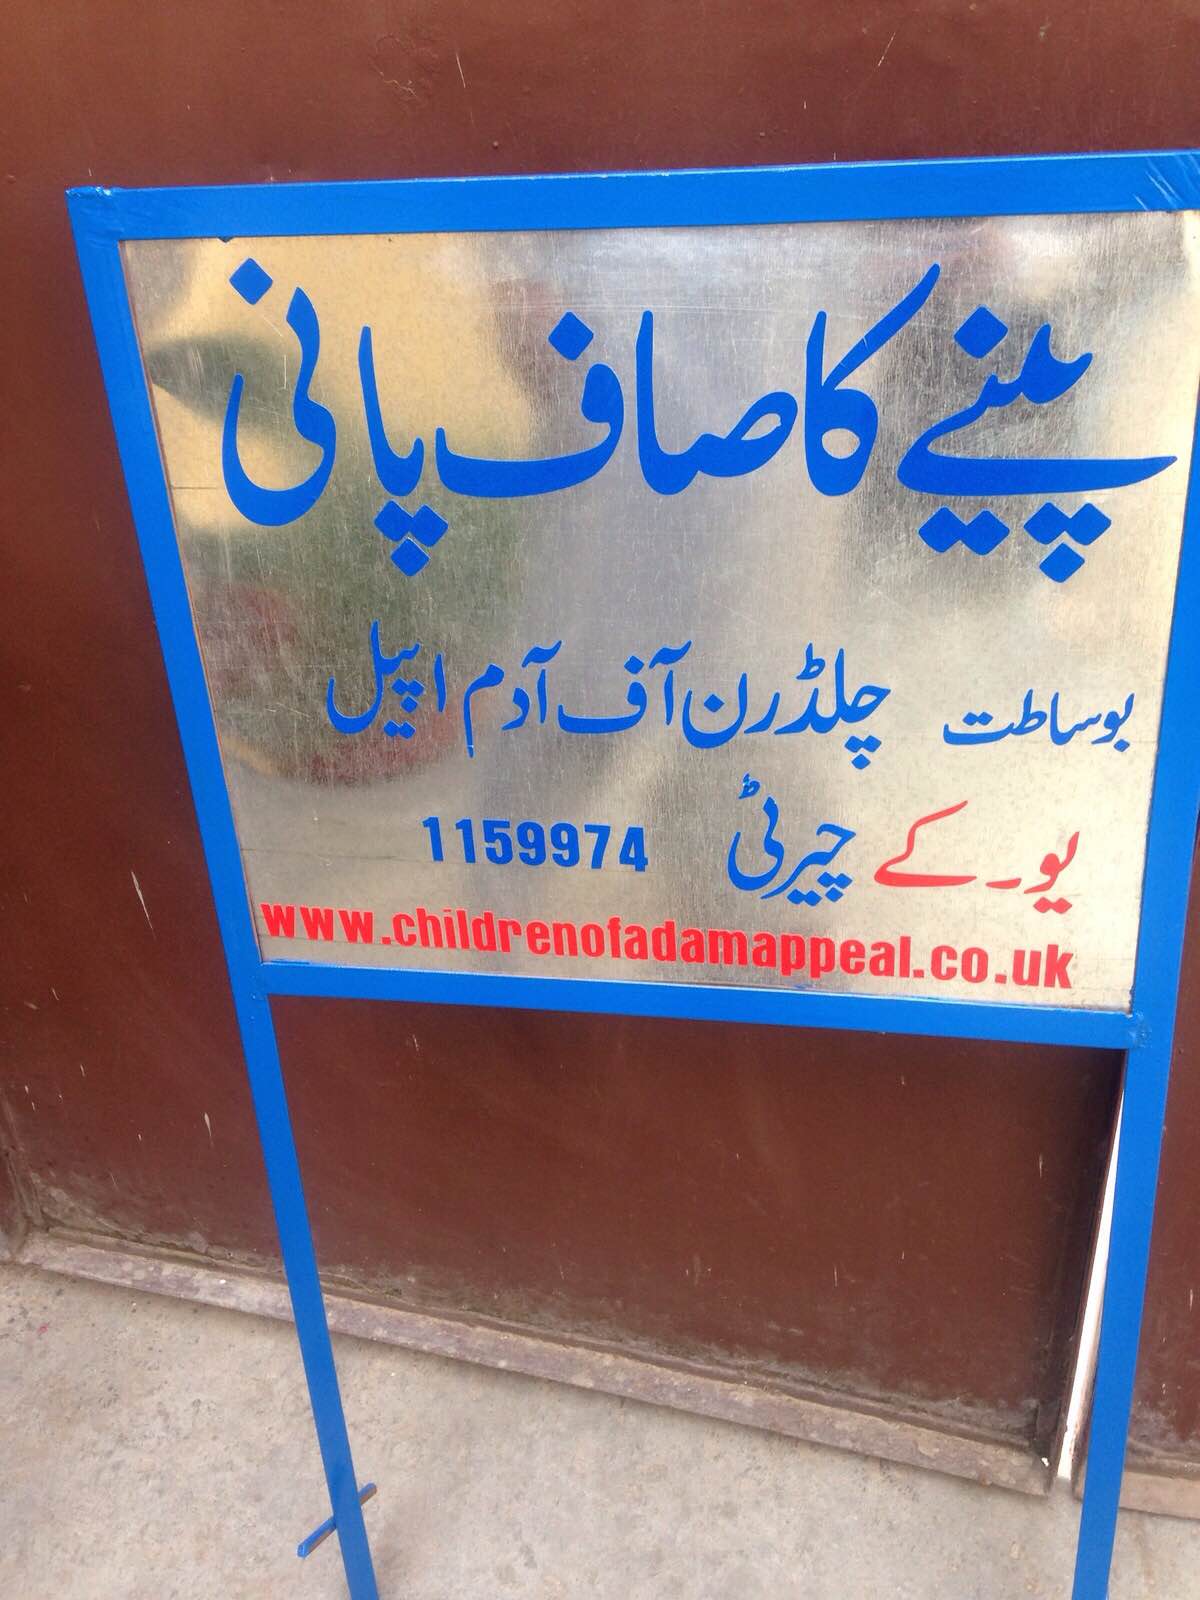 پینے کا صاف پانی
بوساطت چلڈرن آف آدم اپیل
یو۔کے چیرٹی 1159974
www.childrenofadamappeal.co.uk